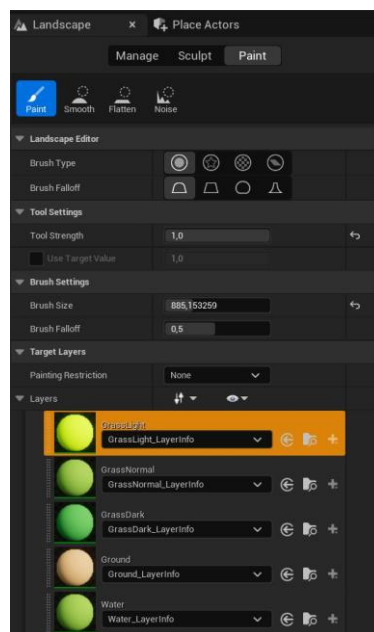 Landscape × Place Actors
Manage Sculpt Paint
Paint Smooth Flatten Noise
Landscape Editor
Brush Type
Brush Falloff
Tool Settings
Tool Strength 1,0
Use Target Value 1,0
Brush Settings
Brush Size 885,153259
Brush Falloff 0,5
Target Layers
Painting Restriction None
Layers
GrassLight
GrassLight_LayerInfo
GrassNormal
GrassNormal_LayerInfo
GrassDark
GrassDark_LayerInfo
Ground
Ground_LayerInfo
Water
Water_LayerInfo